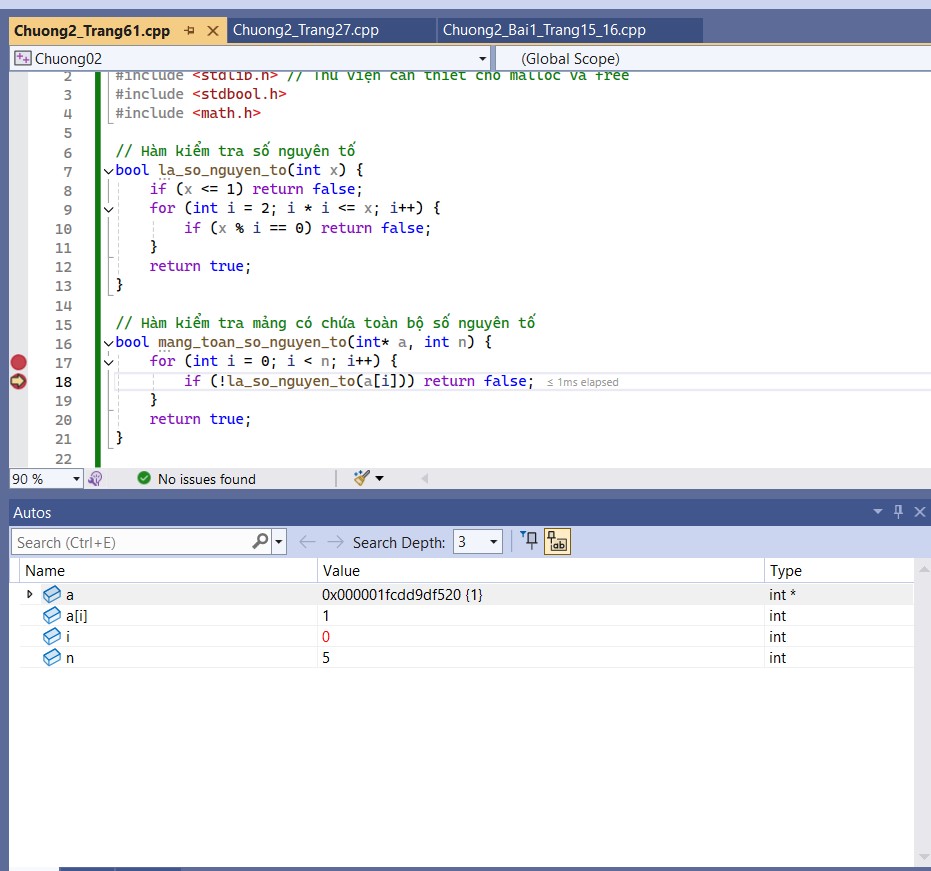 Chuong2_Trang61.cpp Chuong2_Trang27.cpp Chuong2_Bai1_Trang15_16.cpp
Chuong02 (Global Scope)
2 #include <stdlib.h> // Thư viện cần thiết cho malloc và free
3 #include <stdbool.h>
4 #include <math.h>
5
6 // Hàm kiểm tra số nguyên tố
7 bool la_so_nguyen_to(int x) {
8 if (x <= 1) return false;
9 for (int i = 2; i * i <= x; i++) {
10 if (x % i == 0) return false;
11 }
12 return true;
13 }
14
15 // Hàm kiểm tra mảng có chứa toàn bộ số nguyên tố
16 bool mang_toan_so_nguyen_to(int* a, int n) {
17 for (int i = 0; i < n; i++) {
18 if (!la_so_nguyen_to(a[i])) return false; ≤ 1ms elapsed
19 }
20 return true;
21 }
22
90 % No issues found
Autos
Search (Ctrl+E) Search Depth: 3
Name Value Type
a 0x000001fcdd9df520 {1} int *
a[i] 1 int
i 0 int
n 5 int